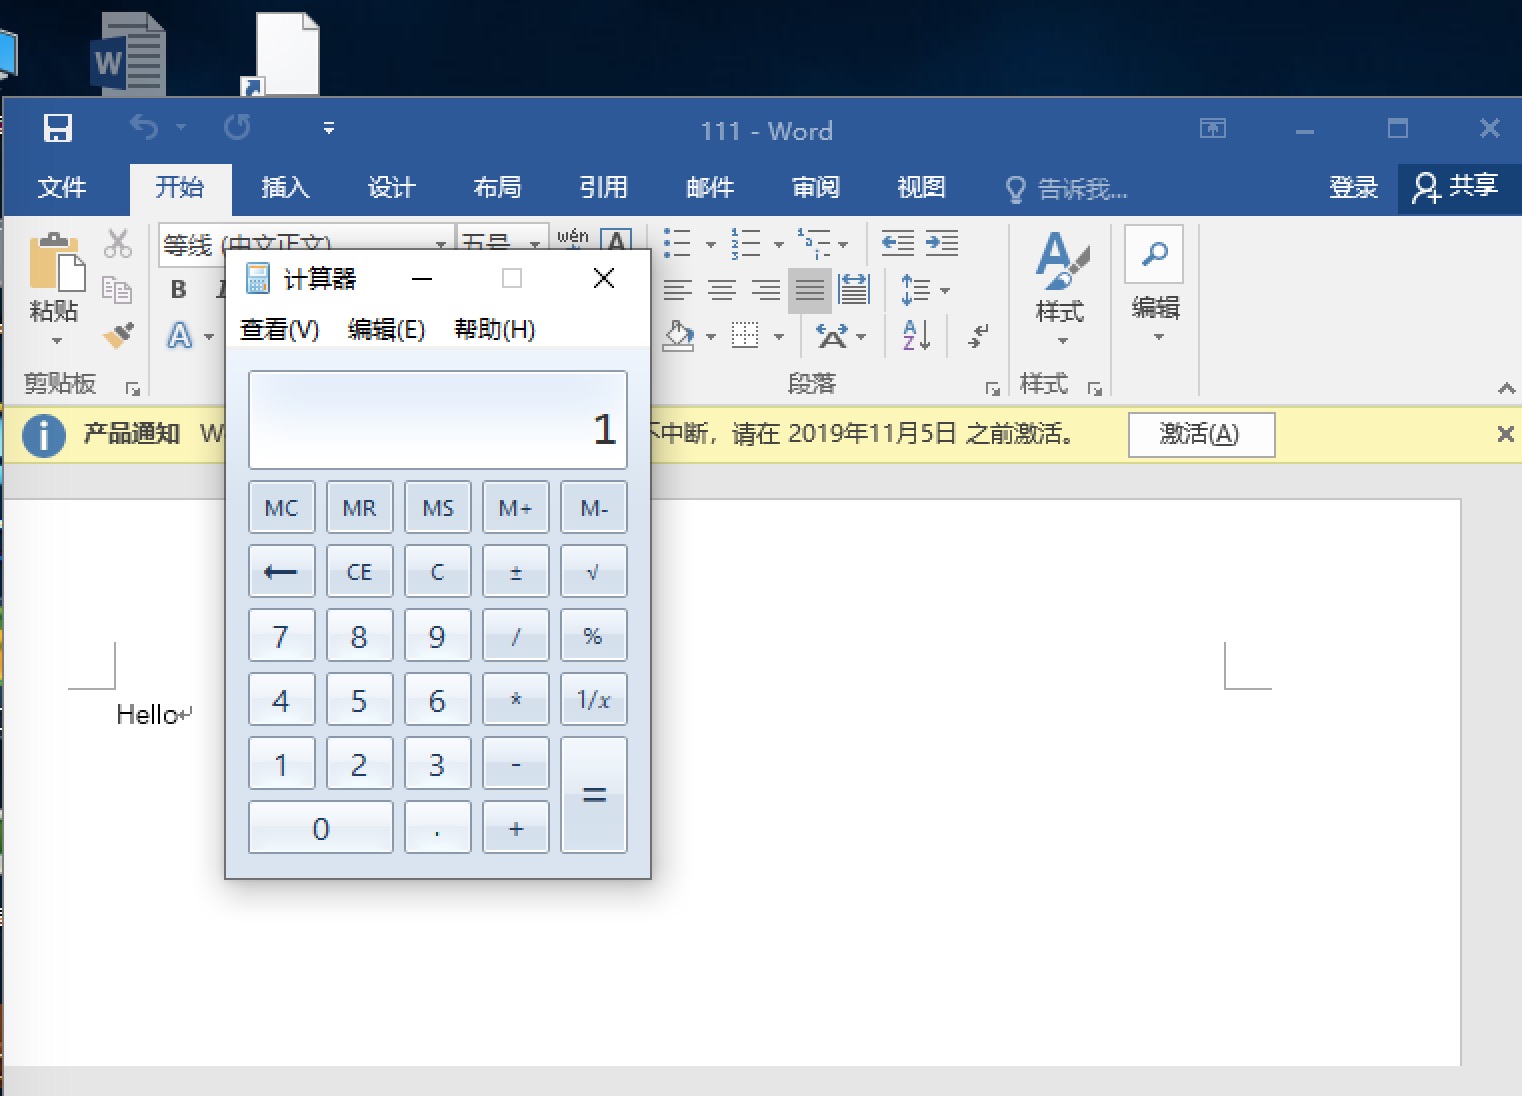 W
111 - Word
文件 开始 插入 设计 布局 引用 邮件 审阅 视图 告诉我... 登录 共享
等线 (中文正文) 五号 wén A
粘贴 B I A
样式 编辑
剪贴板 段落 样式
产品通知 W 不中断，请在 2019年11月5日 之前激活。 激活(A)
计算器
查看(V) 编辑(E) 帮助(H)
1
MC MR MS M+ M-
← CE C ± √
7 8 9 / %
4 5 6 * 1/x
1 2 3 - =
0 . +
Hello